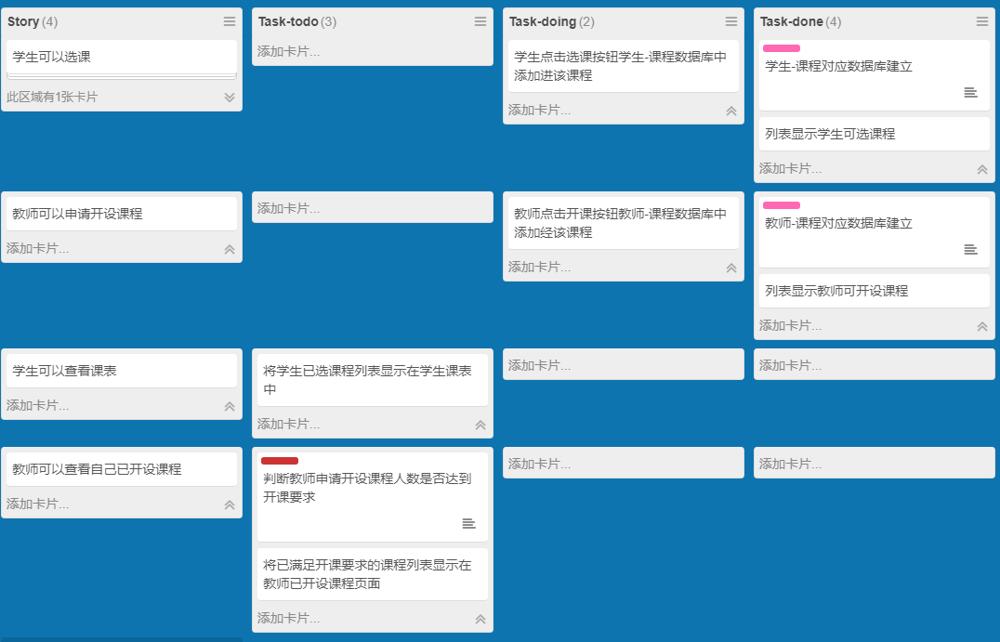 Story (4)
Task-todo (3)
Task-doing (2)
Task-done (4)
学生可以选课
此区域有1张卡片
添加卡片...
学生点击选课按钮学生-课程数据库中
添加进该课程
添加卡片...
学生-课程对应数据库建立
列表显示学生可选课程
添加卡片...
教师可以申请开设课程
添加卡片...
添加卡片...
教师点击开课按钮教师-课程数据库中
添加经该课程
添加卡片...
教师-课程对应数据库建立
列表显示教师可开设课程
添加卡片...
学生可以查看课表
添加卡片...
将学生已选课程列表显示在学生课表
中
添加卡片...
添加卡片...
添加卡片...
教师可以查看自己已开设课程
添加卡片...
判断教师申请开设课程人数是否达到
开课要求
将已满足开课要求的课程列表显示在
教师已开设课程页面
添加卡片...
添加卡片...
添加卡片...